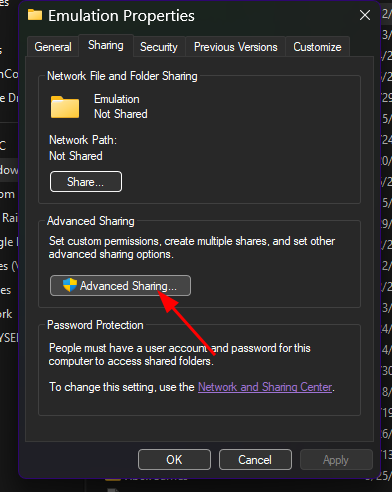 Emulation Properties
General
Sharing
Security
Previous Versions
Customize
Network File and Folder Sharing
Emulation
Not Shared
Network Path:
Not Shared
Share...
Advanced Sharing
Set custom permissions, create multiple shares, and set other
advanced sharing options.
Advanced Sharing...
Password Protection
People must have a user account and password for this
computer to access shared folders.
To change this setting, use the Network and Sharing Center.
OK
Cancel
Apply